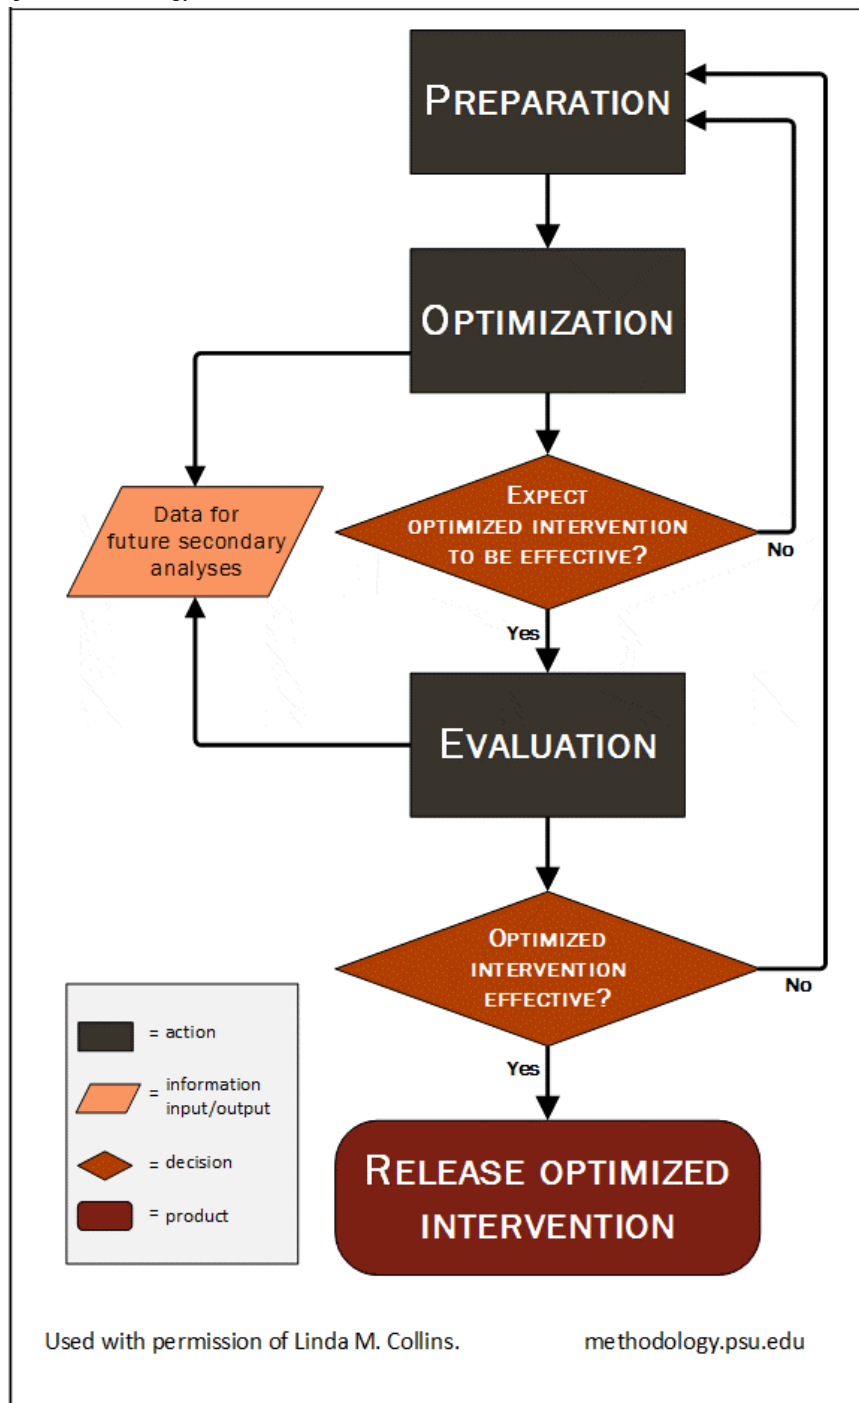 PREPARATION
OPTIMIZATION
EXPECT
OPTIMIZED INTERVENTION
TO BE EFFECTIVE?
No
Data for
future secondary
analyses
Yes
EVALUATION
OPTIMIZED
INTERVENTION
EFFECTIVE?
No
Yes
RELEASE OPTIMIZED
INTERVENTION
= action
= information
input/output
= decision
= product
Used with permission of Linda M. Collins.
methodology.psu.edu